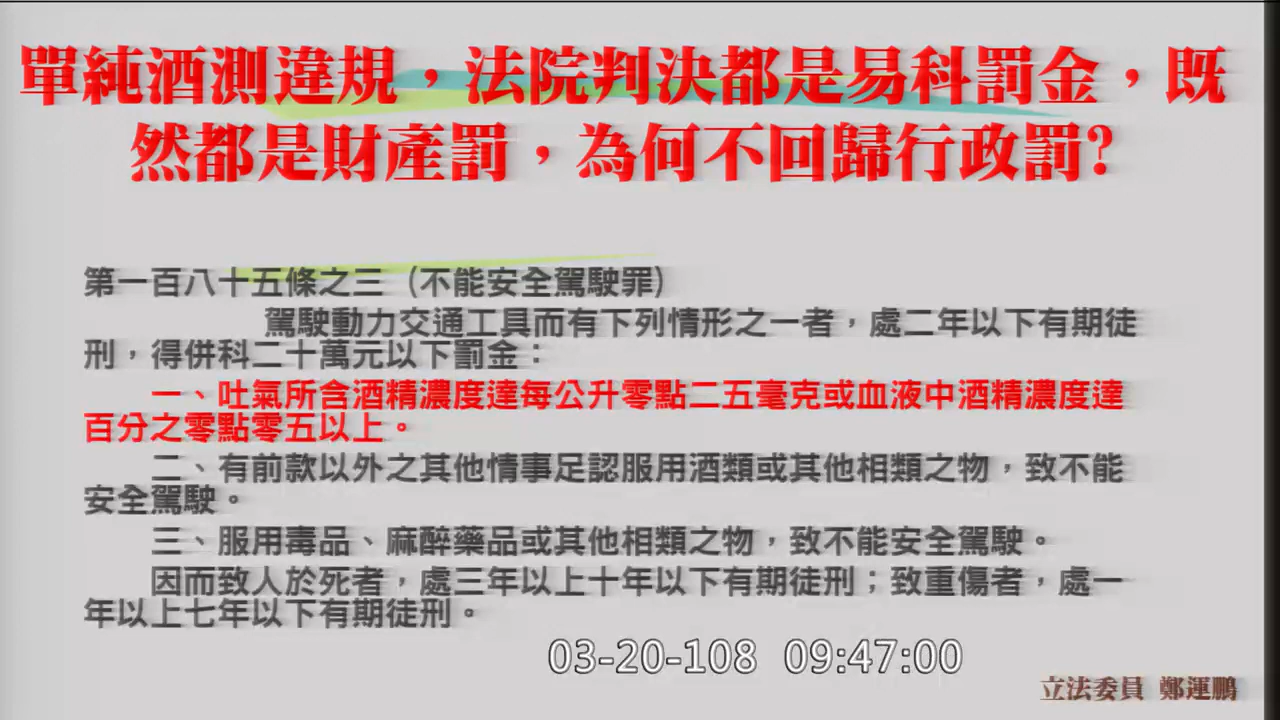 單純酒測違規，法院判決都是易科罰金，既
然都是財產罰，為何不回歸行政罰?
第一百八十五條之三 (不能安全駕駛罪)
駕駛動力交通工具而有下列情形之一者，處二年以下有期徒
刑，得併科二十萬元以下罰金：
一、吐氣所含酒精濃度達每公升零點二五毫克或血液中酒精濃度達
百分之零點零五以上。
二、有前款以外之其他情事足認服用酒類或其他相類之物，致不能
安全駕駛。
三、服用毒品、麻醉藥品或其他相類之物，致不能安全駕駛。
因而致人於死者，處三年以上十年以下有期徒刑；致重傷者，處一
年以上七年以下有期徒刑。
03-20-108 09:47:00
立法委員 鄭運鵬